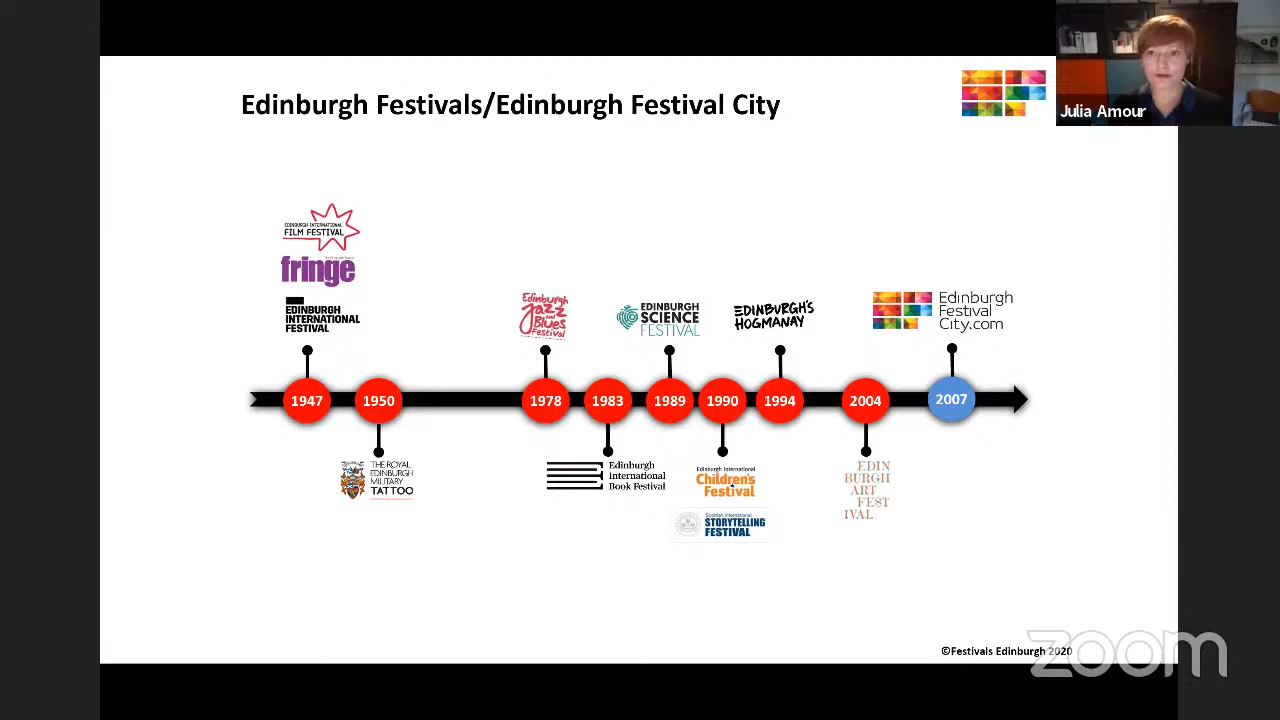 Edinburgh Festivals/Edinburgh Festival City
Julia Amour
EDINBURGH INTERNATIONAL
FILM FESTIVAL
fringe
EDINBURGH
INTERNATIONAL
FESTIVAL
Edinburgh
Jazz
and
Blues
Festival
EDINBURGH
SCIENCE
FESTIVAL
EDINBURGH'S
HOGMANAY
Edinburgh
Festival
City.com
1947
1950
1978
1983
1989
1990
1994
2004
2007
THE ROYAL
EDINBURGH
MILITARY
TATTOO
Edinburgh
International
Book Festival
Edinburgh International
Children's
Festival
Scottish International
STORYTELLING
FESTIVAL
EDIN
BURGH
ART
FEST
IVAL
©Festivals Edinburgh 2020
zoom